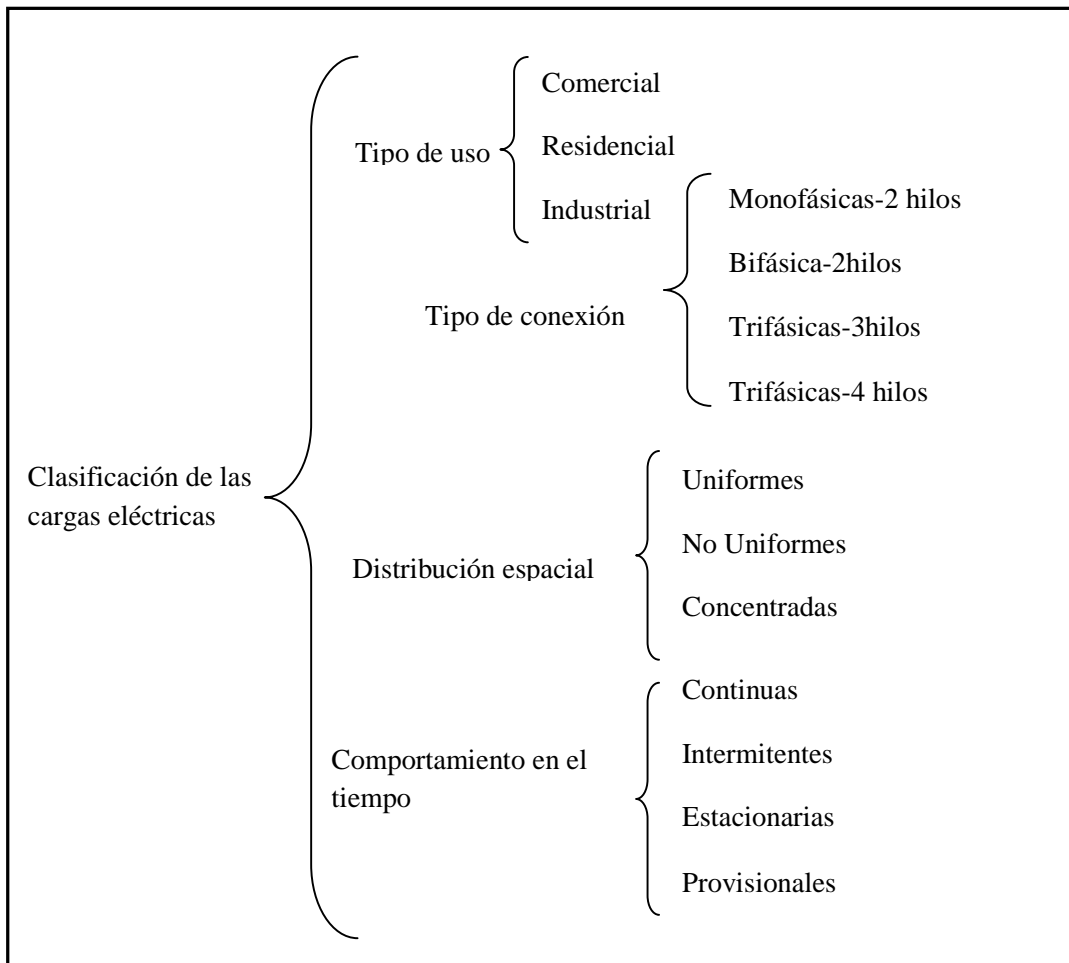 Clasificación de las
cargas eléctricas
Tipo de uso
Comercial
Residencial
Industrial
Tipo de conexión
Monofásicas-2 hilos
Bifásica-2hilos
Trifásicas-3hilos
Trifásicas-4 hilos
Distribución espacial
Uniformes
No Uniformes
Concentradas
Comportamiento en el
tiempo
Continuas
Intermitentes
Estacionarias
Provisionales